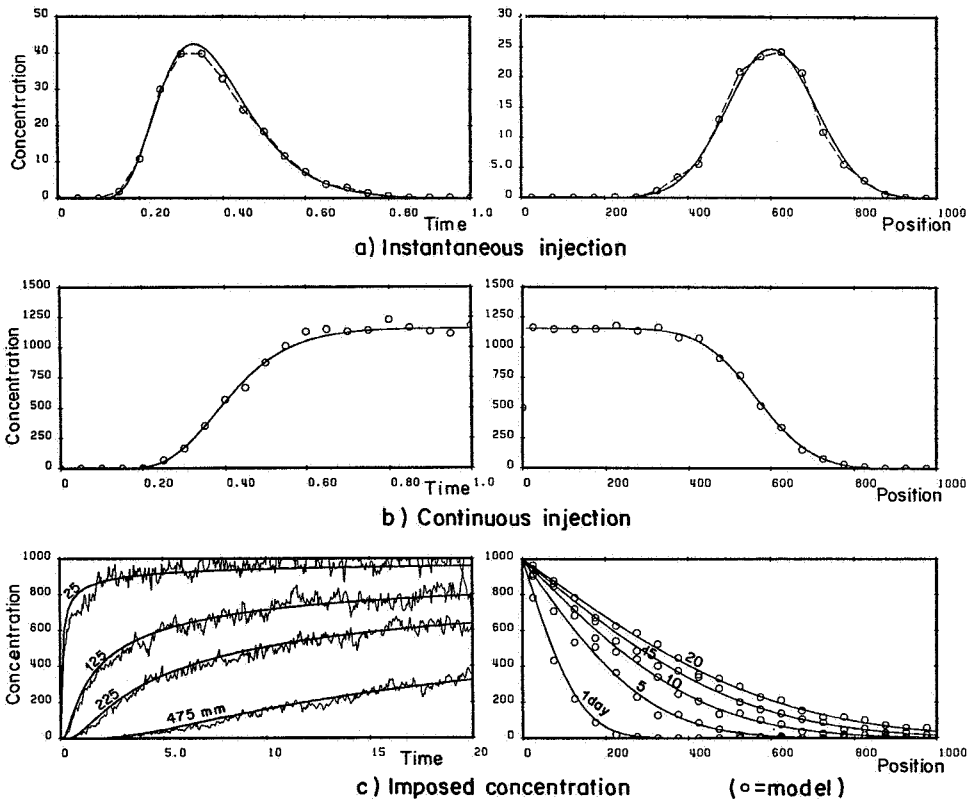 50
40
30
20
10
0
Concentration
0 0.20 0.40 0.60 0.80 1.0
Time
30
25
20
15
10
5.0
0
0 200 400 600 800 1000
Position
a) Instantaneous injection
1500
1250
1000
750
500
250
0
Concentration
0 0.20 0.40 0.60 0.80 1.0
Time
1500
1250
1000
750
500
250
0
0 200 400 600 800 1000
Position
b) Continuous injection
1000
800
600
400
200
0
Concentration
25
125
225
475 mm
0 5.0 10 15 20
Time
1000
800
600
400
200
0
1day
5
10
15
20
0 200 400 600 800 1000
Position
c) Imposed concentration (o=model)